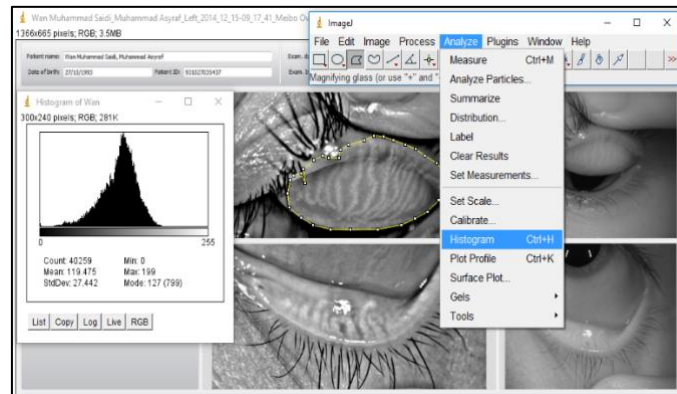 Wan Muhammad Saidi_Muhammad Asyraf_Left_2014_12_15-09_17_41_Meibo Ov
1366x665 pixels; RGB; 3.5MB
Patient name: Wan Muhammad Saidi, Muhammad Asyraf
Exam. d
Date of birth: 27/10/1993
Patient ID:
Exam.
ImageJ
File Edit Image Process Analyze Plugins Window Help
Magnifying glass (or use "+" and "
>>
Measure Ctrl+M
Analyze Particles...
Summarize
Distribution...
Label
Clear Results
Set Measurements...
Set Scale...
Calibrate...
Histogram Ctrl+H
Plot Profile Ctrl+K
Surface Plot...
Gels
Tools
Histogram of Wan
300x240 pixels; RGB; 281K
0 255
Count: 40259 Min: 0
Mean: 119.475 Max: 199
StdDev: 27.442 Mode: 127 (799)
List Copy Log Live RGB